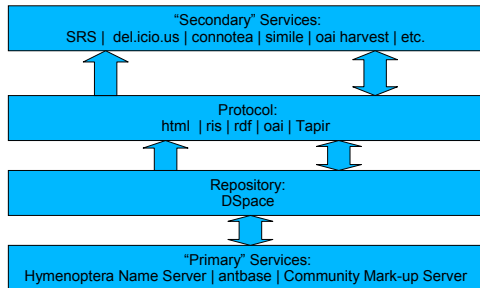 “Secondary” Services:
SRS | del.icio.us | connotea | simile | oai harvest | etc.
Protocol:
html | ris | rdf | oai | Tapir
Repository:
DSpace
“Primary” Services:
Hymenoptera Name Server | antbase | Community Mark-up Server